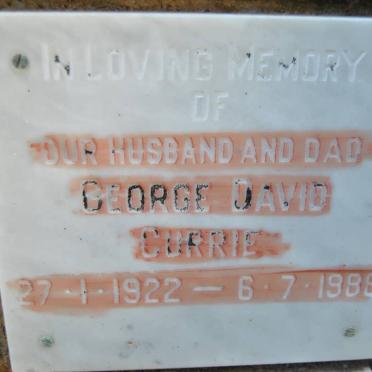 IN LOVING MEMORY
OF
OUR HUSBAND AND DAD
GEORGE DAVID
CURRIE
27 · 1 · 1922 — 6 · 7 · 1988